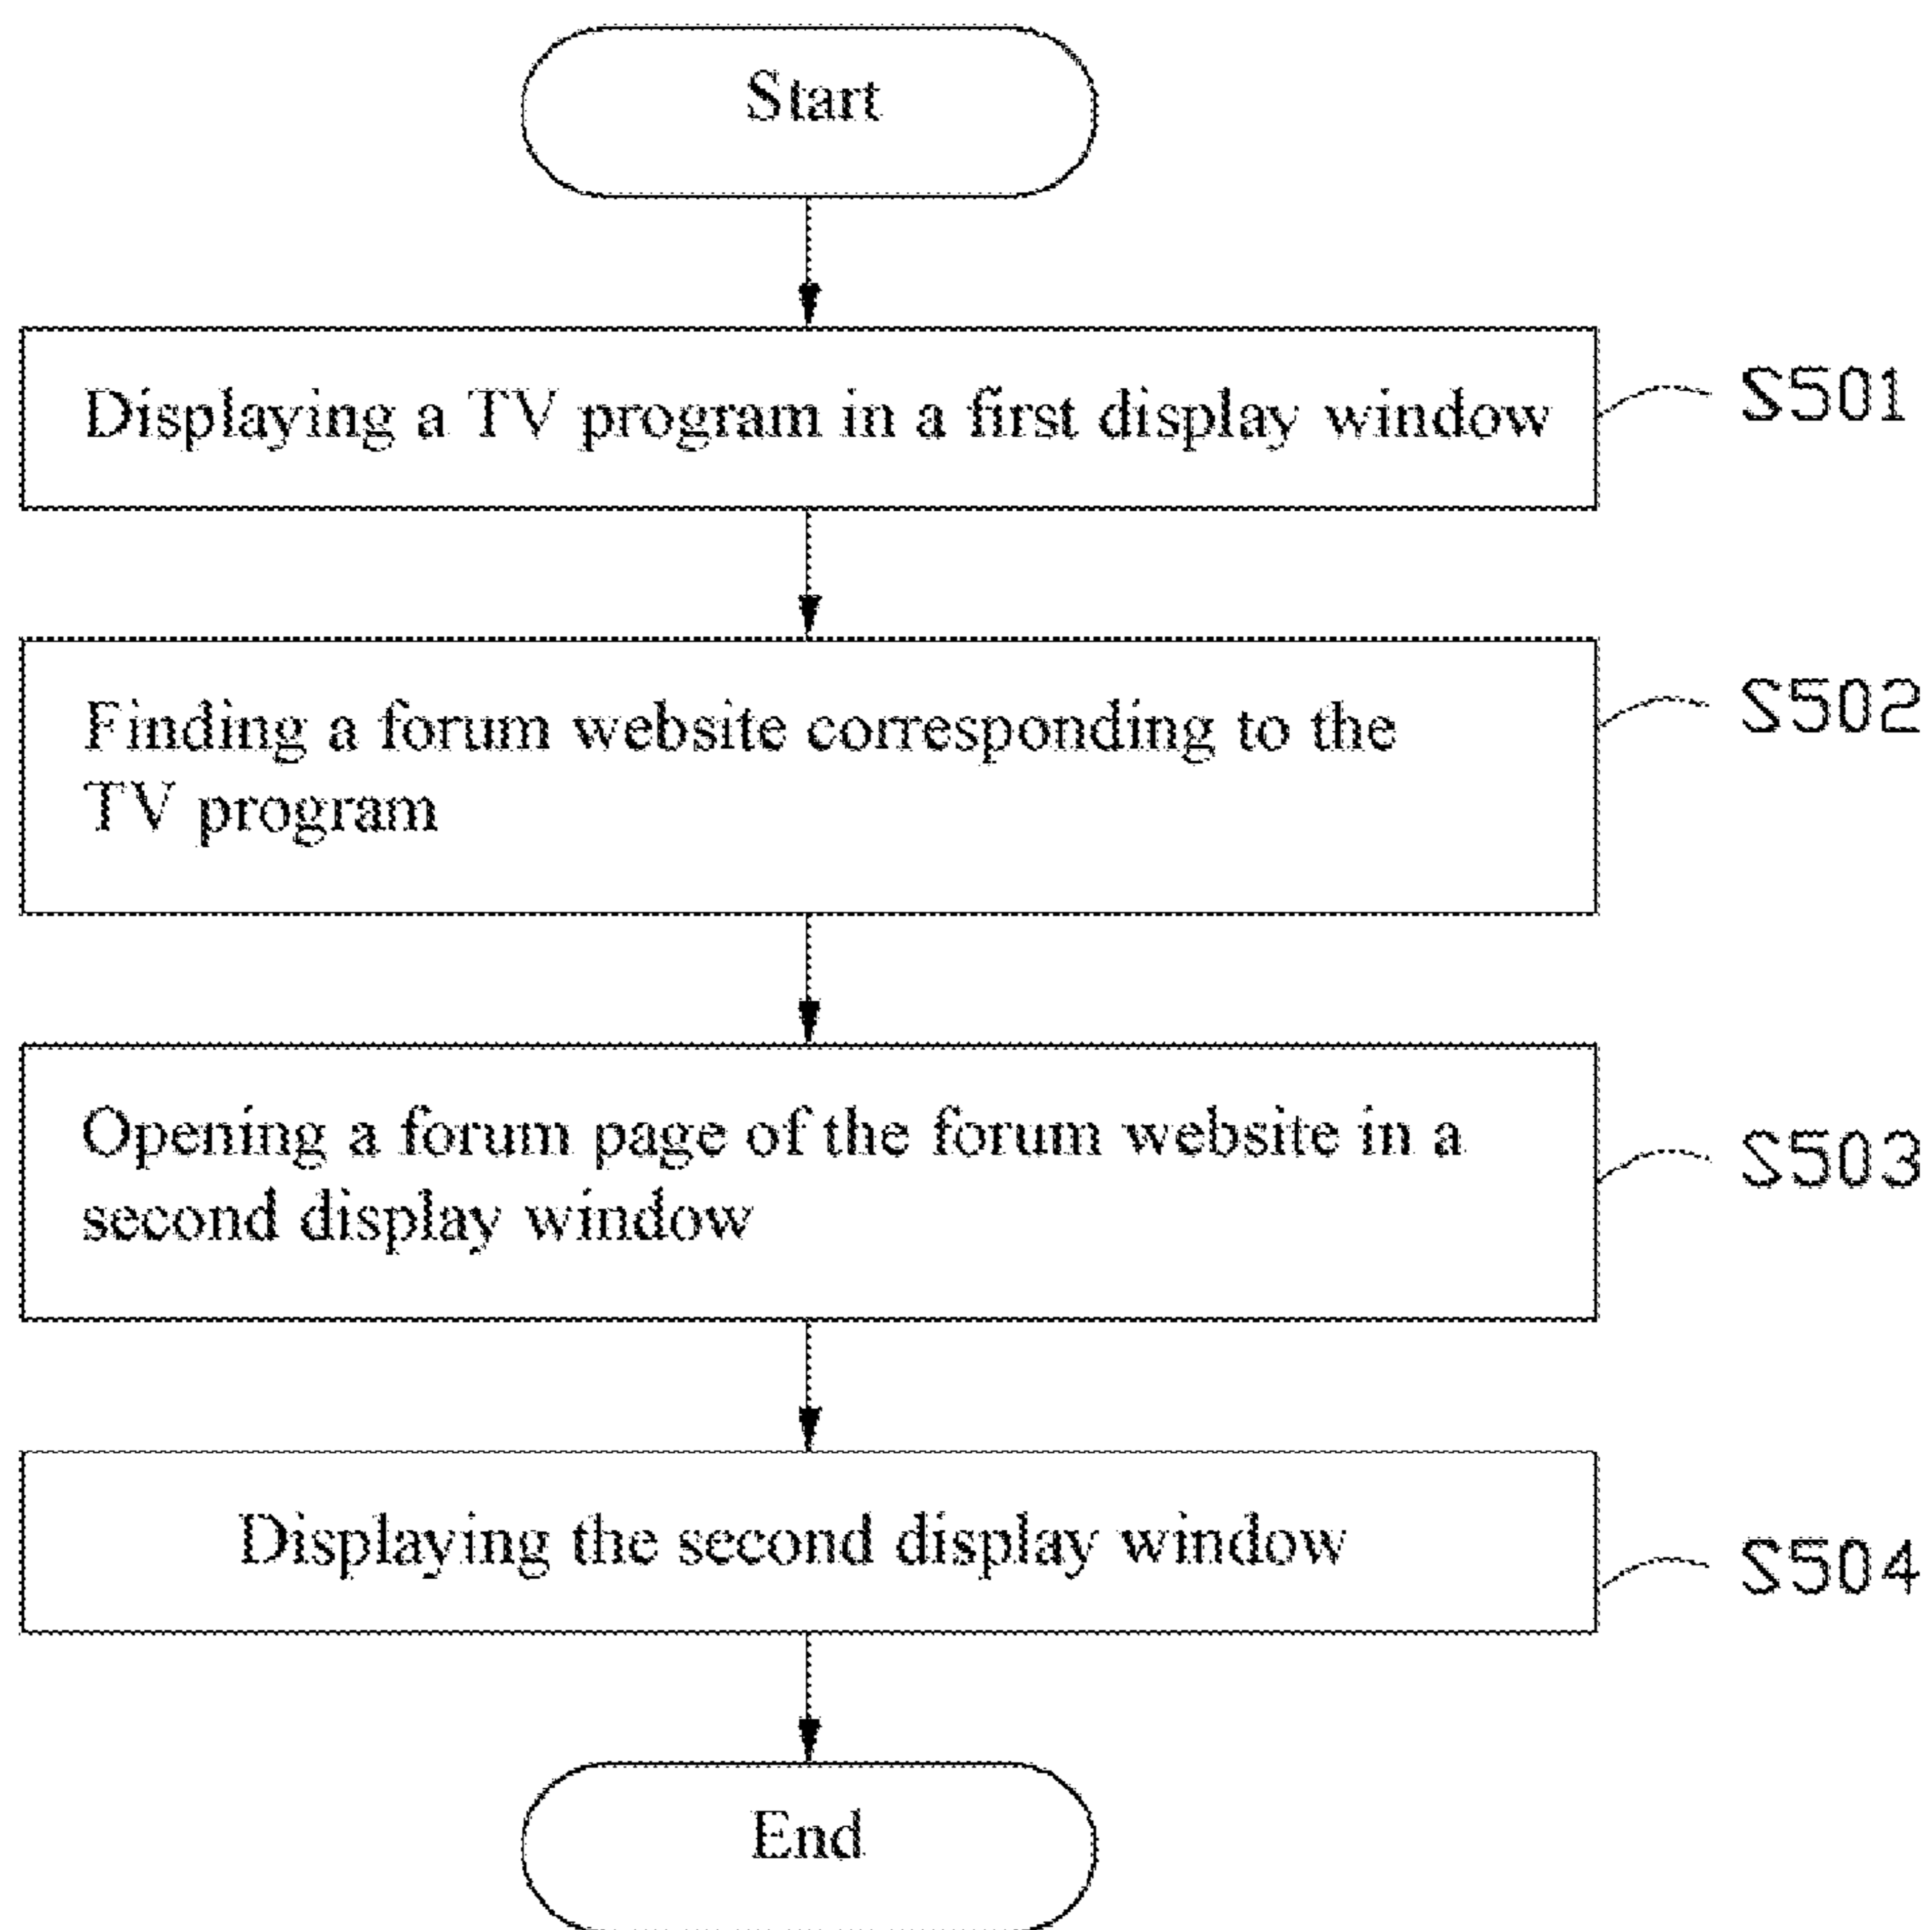 Start
Displaying a TV program in a first display window
S501
Finding a forum website corresponding to the
TV program
S502
Opening a forum page of the forum website in a
second display window
S503
Displaying the second display window
S504
End